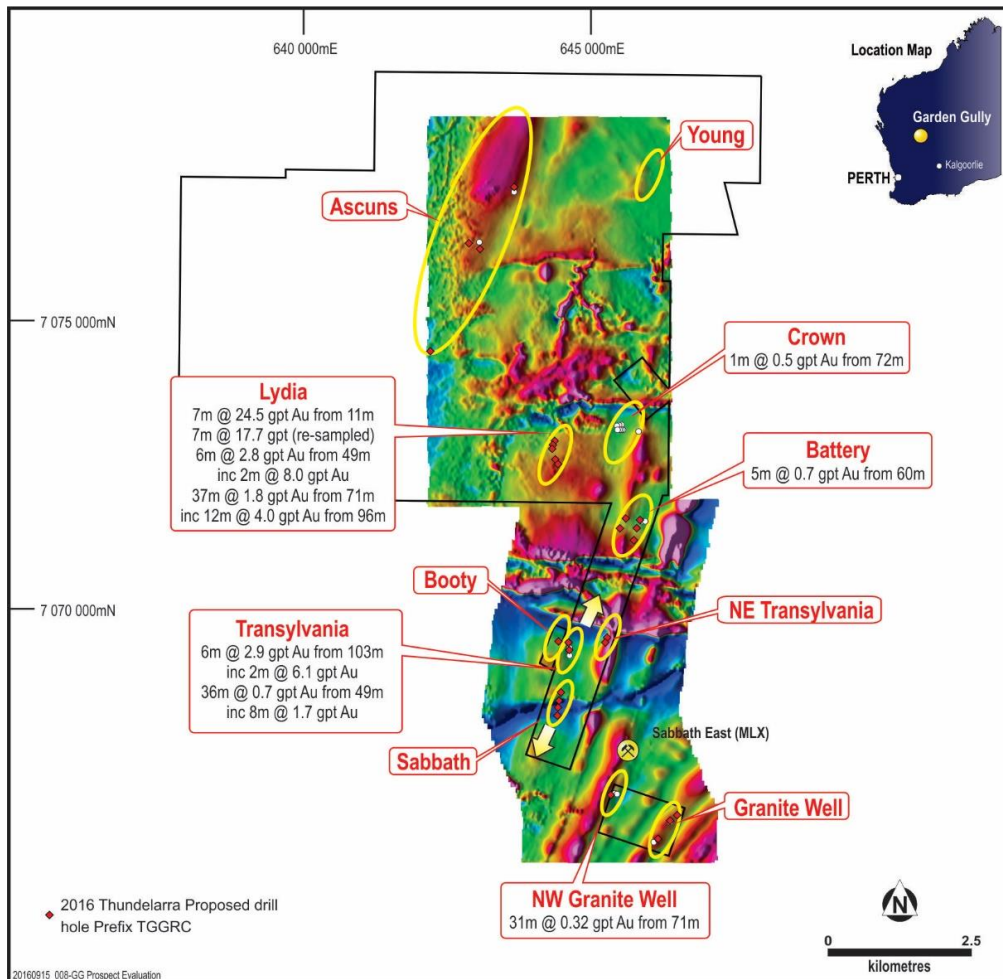 640 000mE
645 000mE
Location Map
Garden Gully
Kalgoorlie
PERTH
Young
Ascuns
7 075 000mN
Crown
1m @ 0.5 gpt Au from 72m
Lydia
7m @ 24.5 gpt Au from 11m
7m @ 17.7 gpt (re-sampled)
6m @ 2.8 gpt Au from 49m
inc 2m @ 8.0 gpt Au
37m @ 1.8 gpt Au from 71m
inc 12m @ 4.0 gpt Au from 96m
Battery
5m @ 0.7 gpt Au from 60m
Booty
7 070 000mN
NE Transylvania
Transylvania
6m @ 2.9 gpt Au from 103m
inc 2m @ 6.1 gpt Au
36m @ 0.7 gpt Au from 49m
inc 8m @ 1.7 gpt Au
Sabbath East (MLX)
Sabbath
Granite Well
NW Granite Well
31m @ 0.32 gpt Au from 71m
2016 Thundelarra Proposed drill
hole Prefix TGGRC
N
0 2.5
kilometres
20160915_008-GG Prospect Evaluation